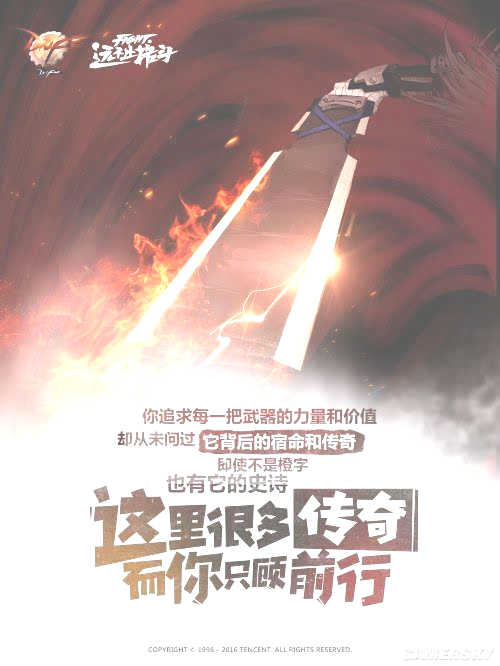 DNF
FIGHT.
你追求每一把武器的力量和价值
却从未问过 它背后的宿命和传奇
即使不是橙字
也有它的史诗
这里很多传奇
而你只顾前行
COPYRIGHT © 1998 - 2016 TENCENT. ALL RIGHTS RESERVED.
GAMERSKY